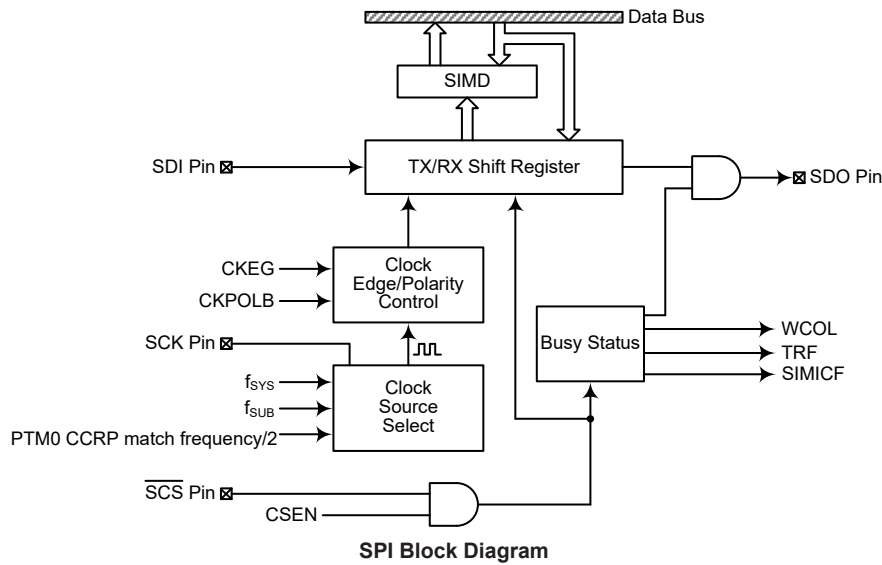 Data Bus
SIMD
SDI Pin
TX/RX Shift Register
SDO Pin
CKEG
CKPOLB
Clock
Edge/Polarity
Control
SCK Pin
Busy Status
WCOL
TRF
SIMICF
fSYS
fSUB
PTM0 CCRP match frequency/2
Clock
Source
Select
SCS Pin
CSEN
SPI Block Diagram